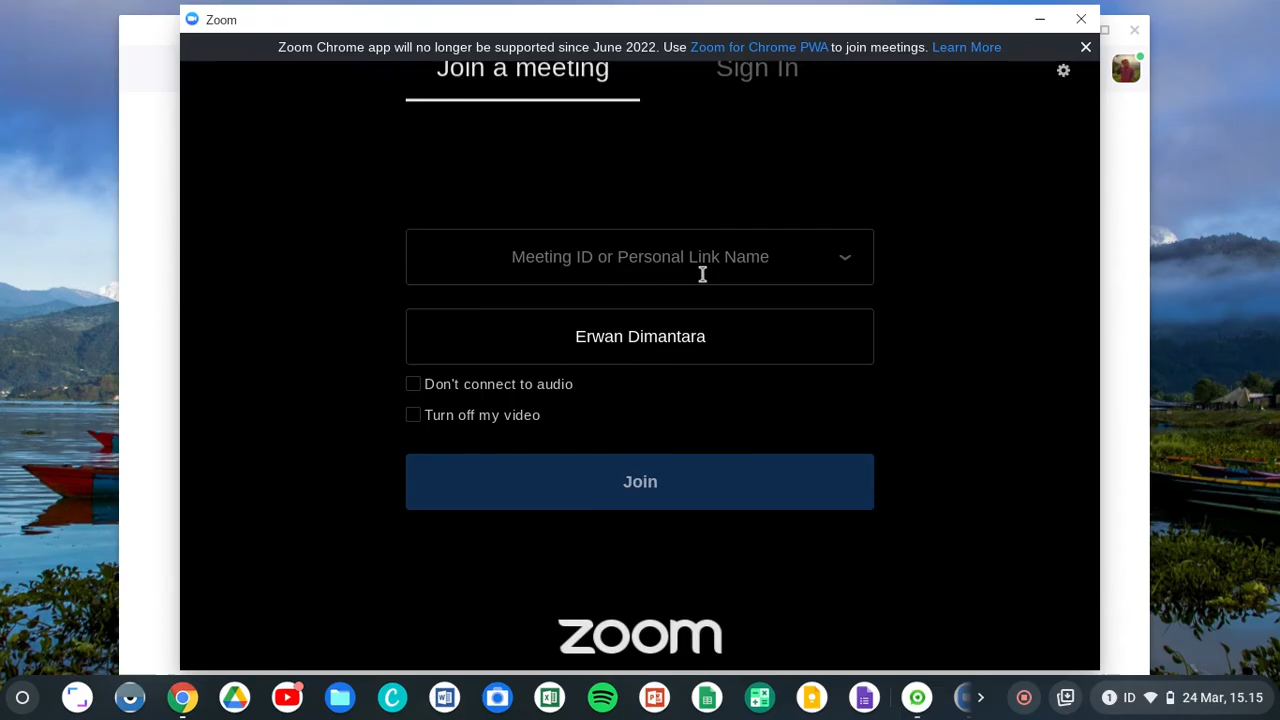 Zoom
Zoom Chrome app will no longer be supported since June 2022. Use Zoom for Chrome PWA to join meetings. Learn More
Join a meeting
Sign In
Meeting ID or Personal Link Name
Erwan Dimantara
Don't connect to audio
Turn off my video
Join
zoom
1 ID 24 Mar, 15.15